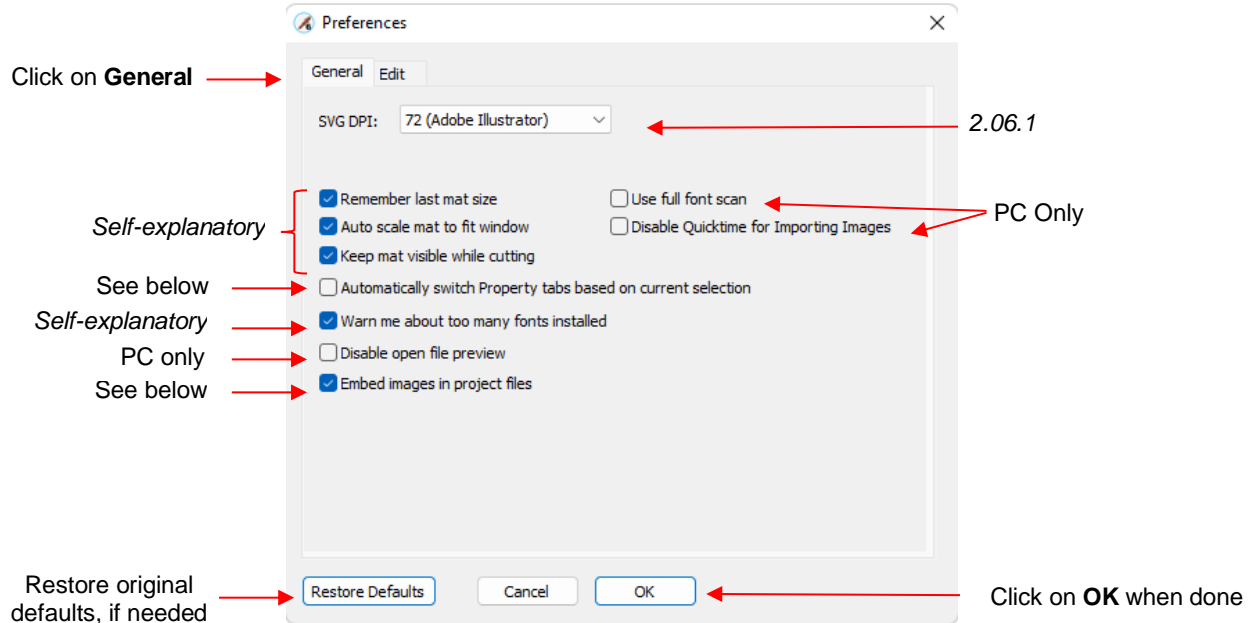 Preferences
Click on General
General Edit
SVG DPI: 72 (Adobe Illustrator)
2.06.1
Self-explanatory
Remember last mat size
Use full font scan
Auto scale mat to fit window
Disable Quicktime for Importing Images
Keep mat visible while cutting
PC Only
See below
Automatically switch Property tabs based on current selection
Self-explanatory
Warn me about too many fonts installed
PC only
Disable open file preview
See below
Embed images in project files
Restore original
defaults, if needed
Restore Defaults
Cancel
OK
Click on OK when done